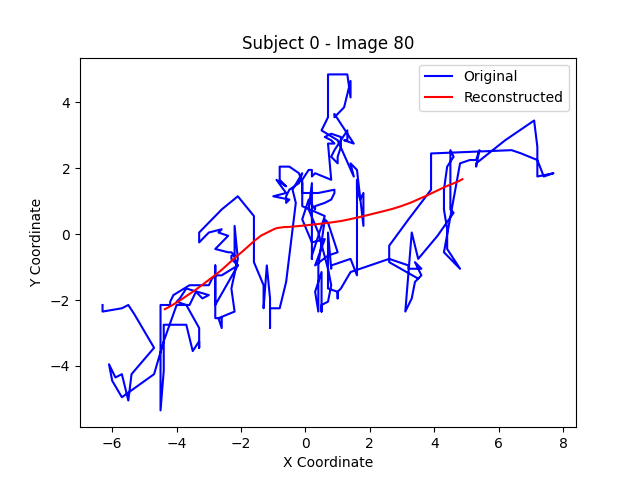 Subject 0 - Image 80
Original
Reconstructed
Y Coordinate
4
2
0
−2
−4
−6 −4 −2 0 2 4 6 8
X Coordinate